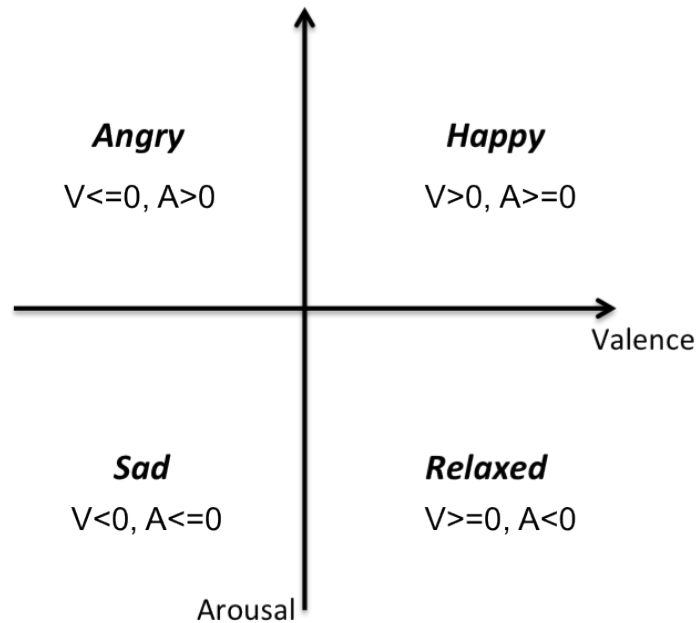 Angry
V<=0, A>0
Happy
V>0, A>=0
Valence
Sad
V<0, A<=0
Relaxed
V>=0, A<0
Arousal